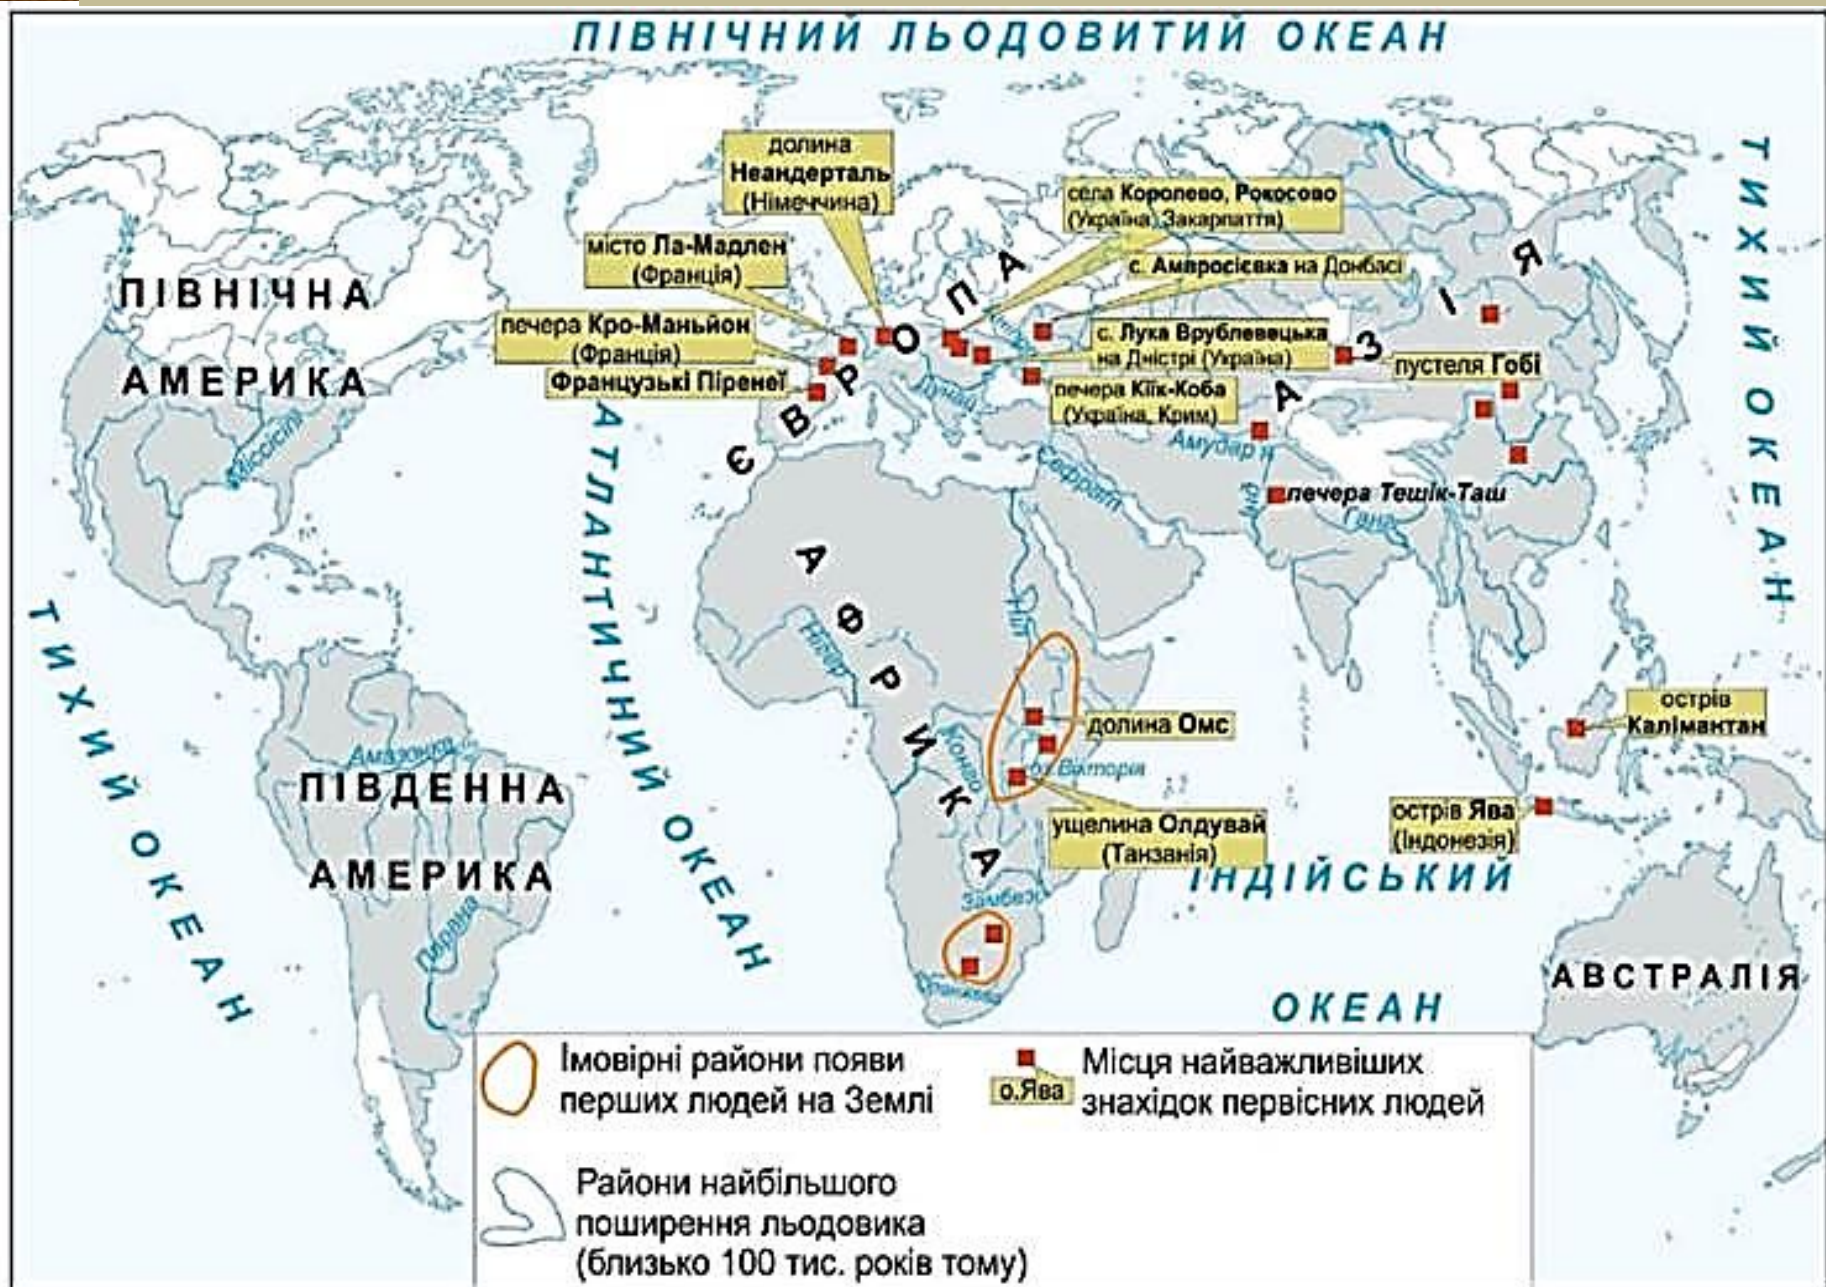 ПІВНІЧНИЙ ЛЬОДОВИТИЙ ОКЕАН
ТИХИЙ ОКЕАН
долина
Неандерталь
(Німеччина)
села Королево, Рокосово
(Україна, Закарпаття)
місто Ла-Мадлен
(Франція)
с. Амвросієвка на Донбасі
ПІВНІЧНА
АМЕРИКА
печера Кро-Маньйон
(Франція)
Французькі Піренеї
ЄВРОПА
АЗІЯ
с. Лука Врублевецька
на Дністрі (Україна)
пустеля Гобі
печера Кіїк-Коба
(Україна, Крим)
Дунай
Міссісіпі
Амудар'я
Євфрат
Інд
печера Тешік-Таш
Ганг
АТЛАНТИЧНИЙ ОКЕАН
ТИХИЙ ОКЕАН
АФРИКА
Ніл
Нігер
долина Омс
острів
Калімантан
Конго
оз.Вікторія
Амазонка
ПІВДЕННА
АМЕРИКА
ущелина Олдувай
(Танзанія)
острів Ява
(Індонезія)
ІНДІЙСЬКИЙ
ОКЕАН
Замбезі
Парана
Оранжева
АВСТРАЛІЯ
Імовірні райони появи
перших людей на Землі
о.Ява
Місця найважливіших
знахідок первісних людей
Райони найбільшого
поширення льодовика
(близько 100 тис. років тому)